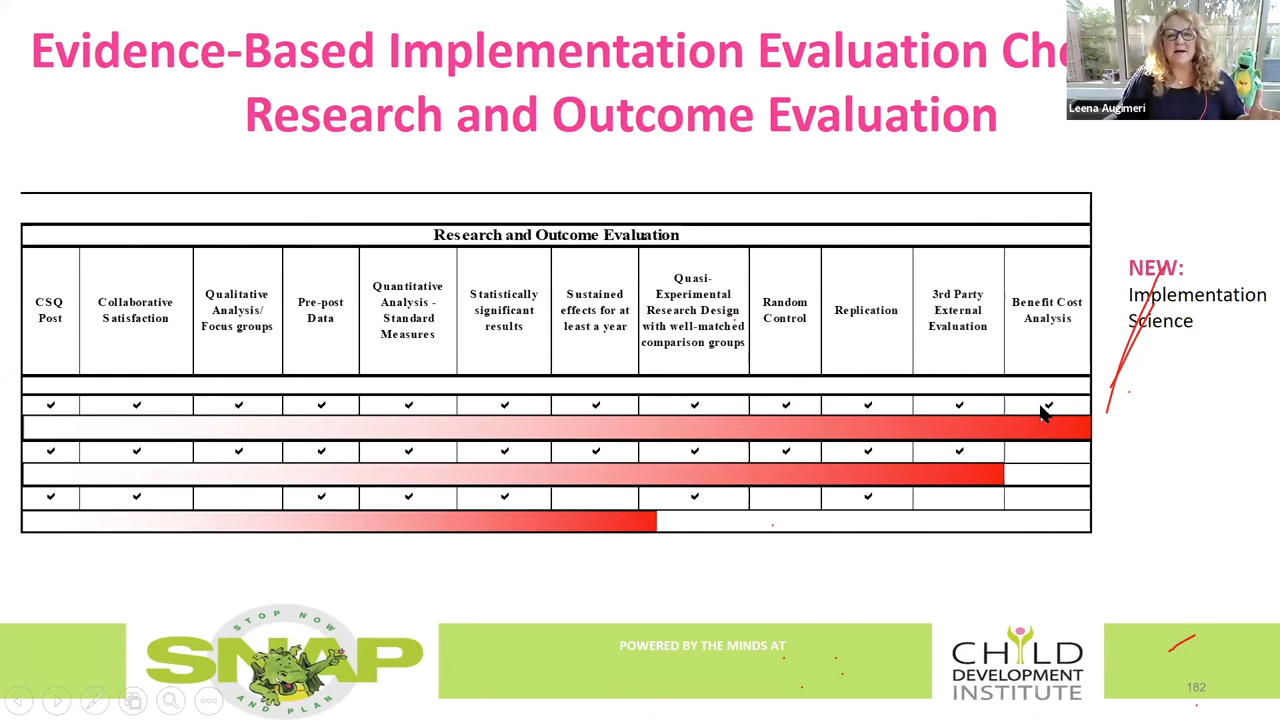 Evidence-Based Implementation Evaluation
Research and Outcome Evaluation
Leena Augimeri
Research and Outcome Evaluation
CSQ
Post
Collaborative
Satisfaction
Qualitative
Analysis/
Focus groups
Pre-post
Data
Quantitative
Analysis -
Standard
Measures
Statistically
significant
results
Sustained
effects for at
least a year
Quasi-
Experimental
Research Design
with well-matched
comparison groups
Random
Control
Replication
3rd Party
External
Evaluation
Benefit Cost
Analysis
NEW:
Implementation
Science
STOP NOW
SNAP
AND PLAN
POWERED BY THE MINDS AT
CHILD
DEVELOPMENT
INSTITUTE
182